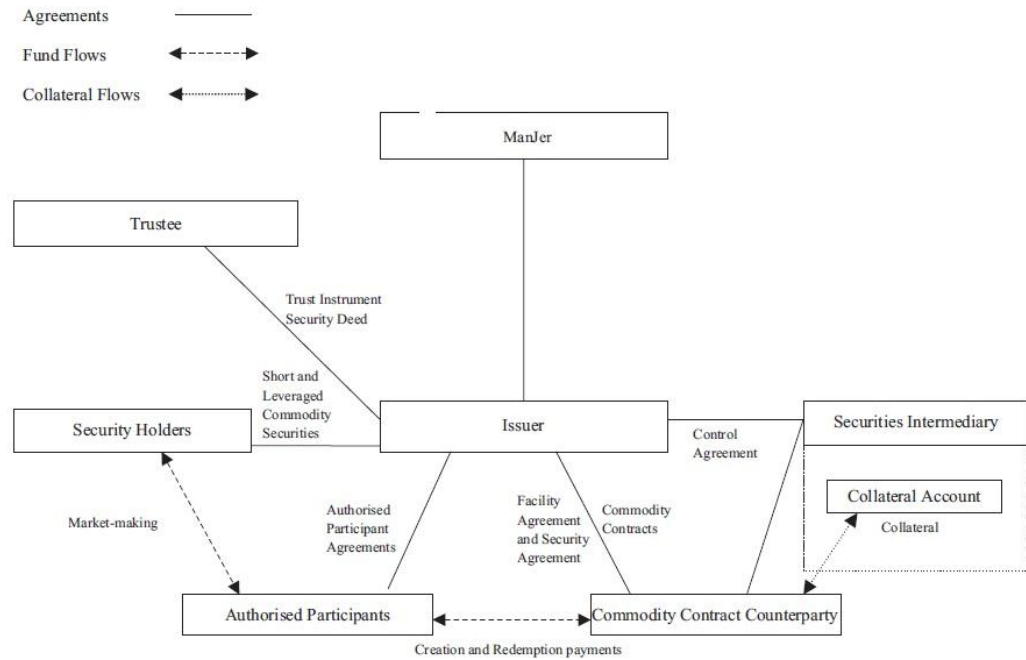 Agreements
Fund Flows
Collateral Flows
ManJer
Trustee
Trust Instrument
Security Deed
Short and
Leveraged
Commodity
Securities
Security Holders
Issuer
Securities Intermediary
Control
Agreement
Collateral Account
Collateral
Market-making
Authorised
Participant
Agreements
Facility
Agreement
and Security
Agreement
Commodity
Contracts
Authorised Participants
Commodity Contract Counterparty
Creation and Redemption payments